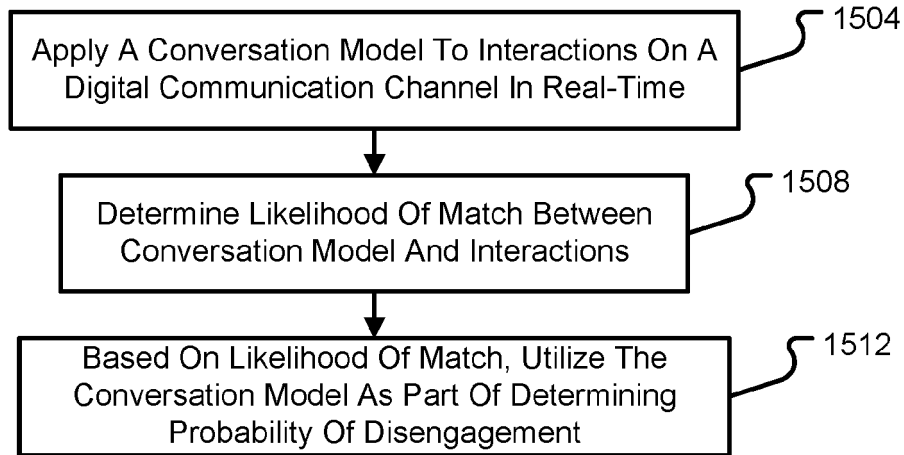 1504
Apply A Conversation Model To Interactions On A
Digital Communication Channel In Real-Time
1508
Determine Likelihood Of Match Between
Conversation Model And Interactions
1512
Based On Likelihood Of Match, Utilize The
Conversation Model As Part Of Determining
Probability Of Disengagement